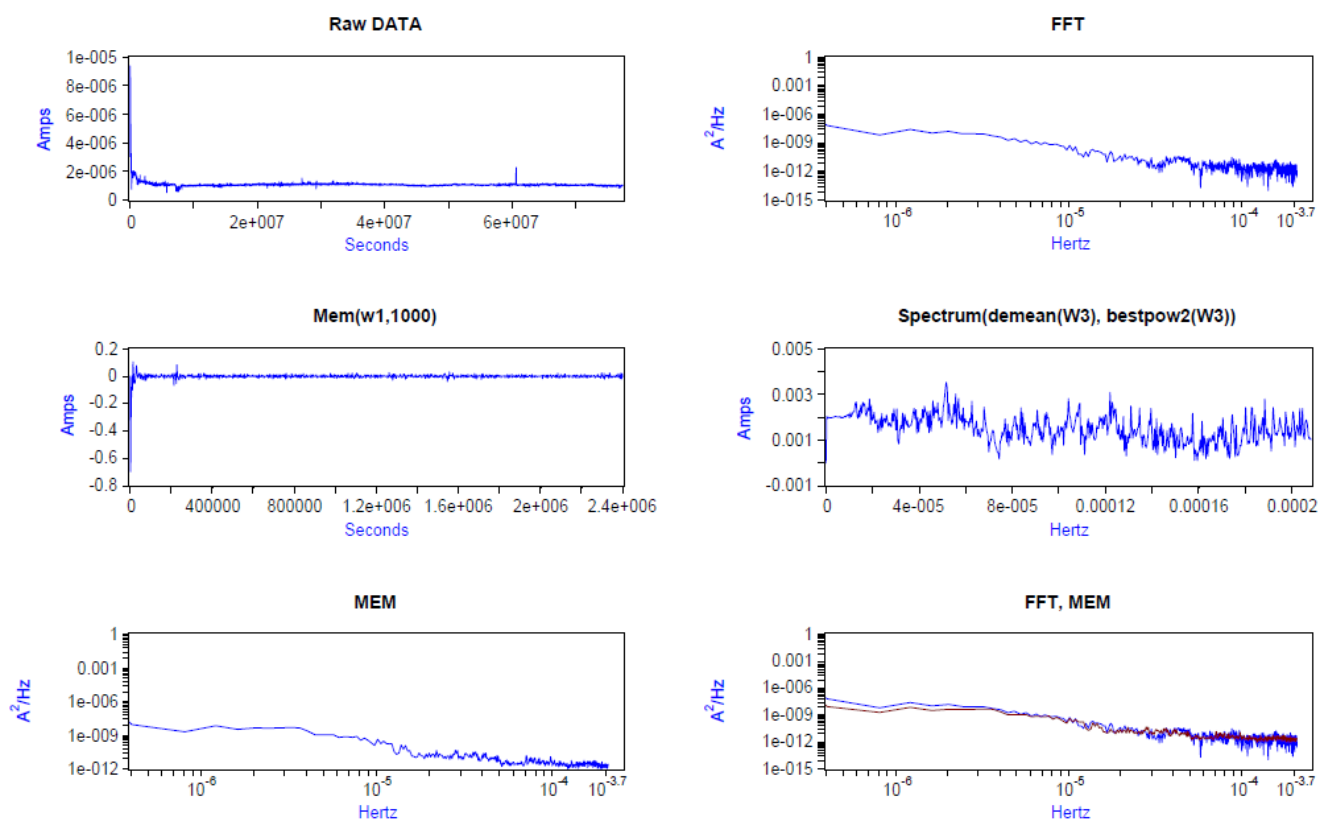 Raw DATA
1e-005
8e-006
6e-006
4e-006
2e-006
0
Amps
0 2e+007 4e+007 6e+007
Seconds
FFT
1
0.001
1e-006
1e-009
1e-012
1e-015
A^2/Hz
10^-6 10^-5 10^-4 10^-3.7
Hertz
Mem(w1,1000)
0.2
0
-0.2
-0.4
-0.6
-0.8
Amps
0 400000 800000 1.2e+006 1.6e+006 2e+006 2.4e+006
Seconds
Spectrum(demean(W3), bestpow2(W3))
0.005
0.003
0.001
-0.001
Amps
0 4e-005 8e-005 0.00012 0.00016 0.0002
Hertz
MEM
1
0.001
1e-006
1e-009
1e-012
A^2/Hz
10^-6 10^-5 10^-4 10^-3.7
Hertz
FFT, MEM
1
0.001
1e-006
1e-009
1e-012
1e-015
A^2/Hz
10^-6 10^-5 10^-4 10^-3.7
Hertz